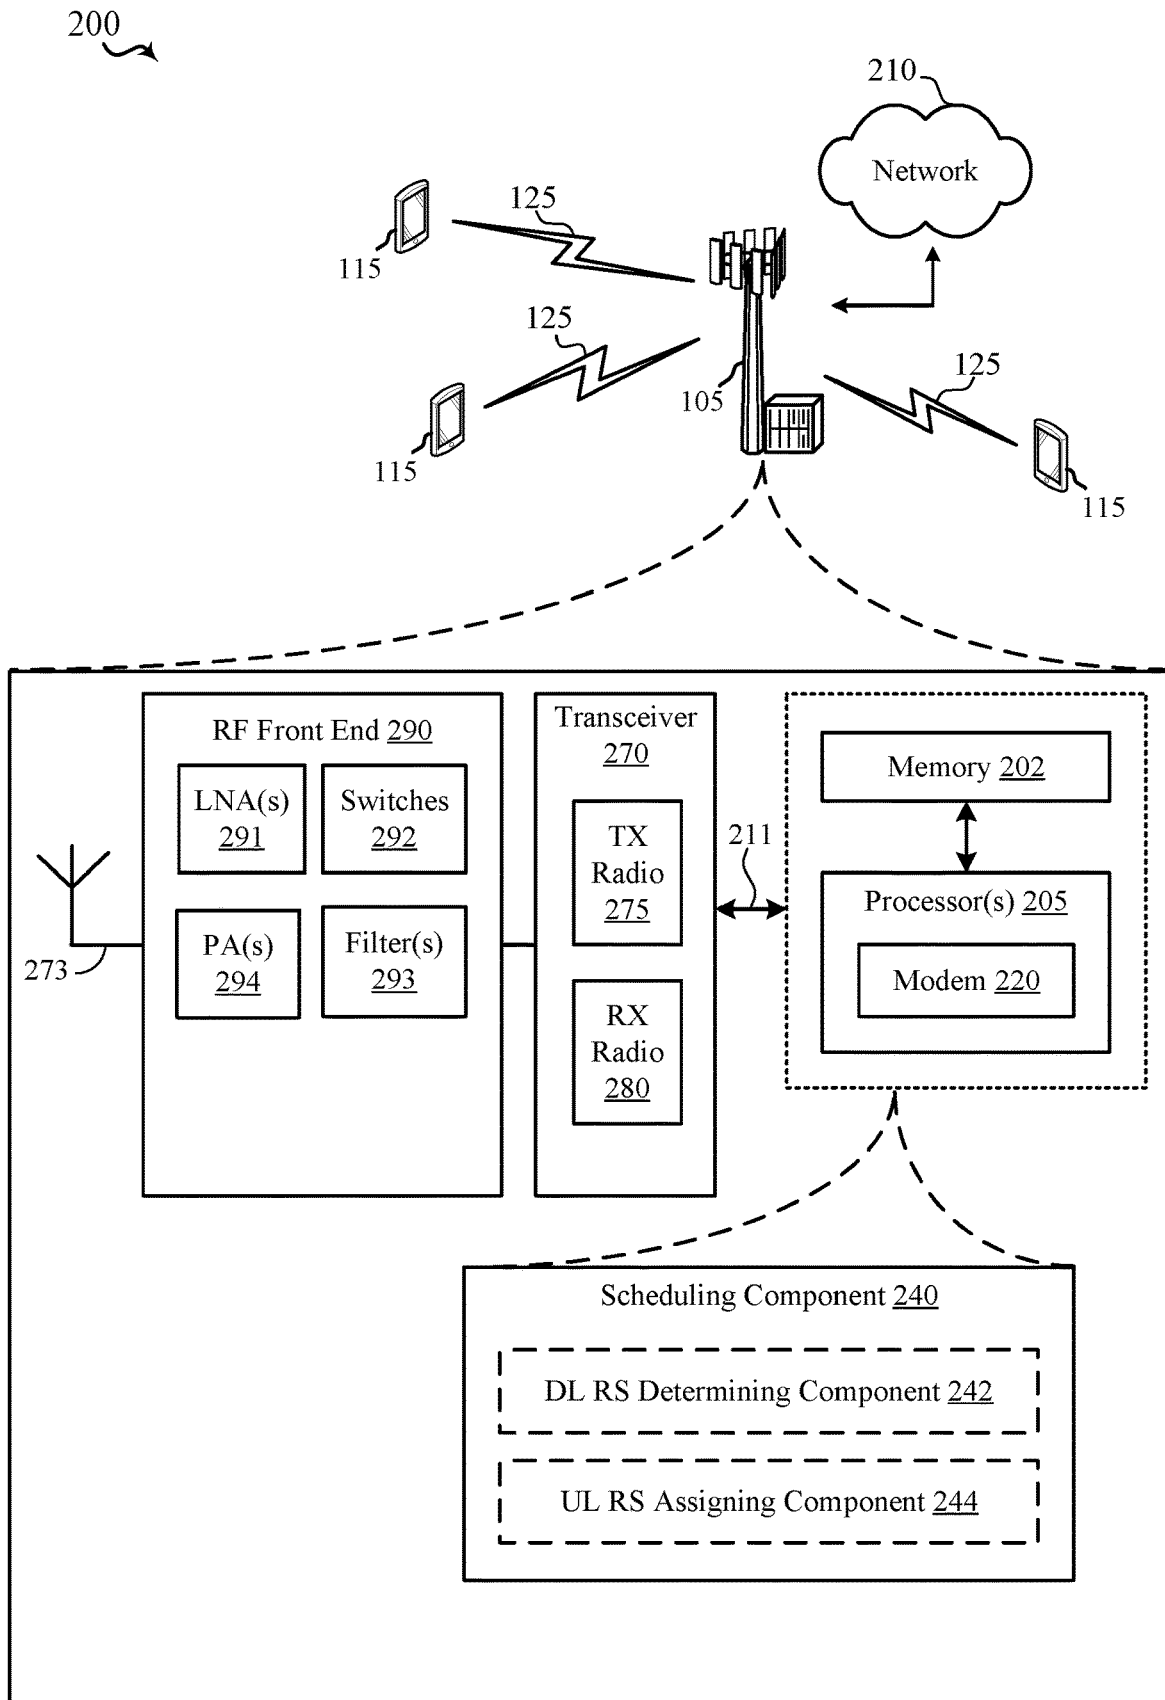 200
210
Network
125
115
125
105
125
115
115
RF Front End 290
LNA(s)
291
Switches
292
PA(s)
294
Filter(s)
293
273
Transceiver
270
TX
Radio
275
RX
Radio
280
211
Memory 202
Processor(s) 205
Modem 220
Scheduling Component 240
DL RS Determining Component 242
UL RS Assigning Component 244